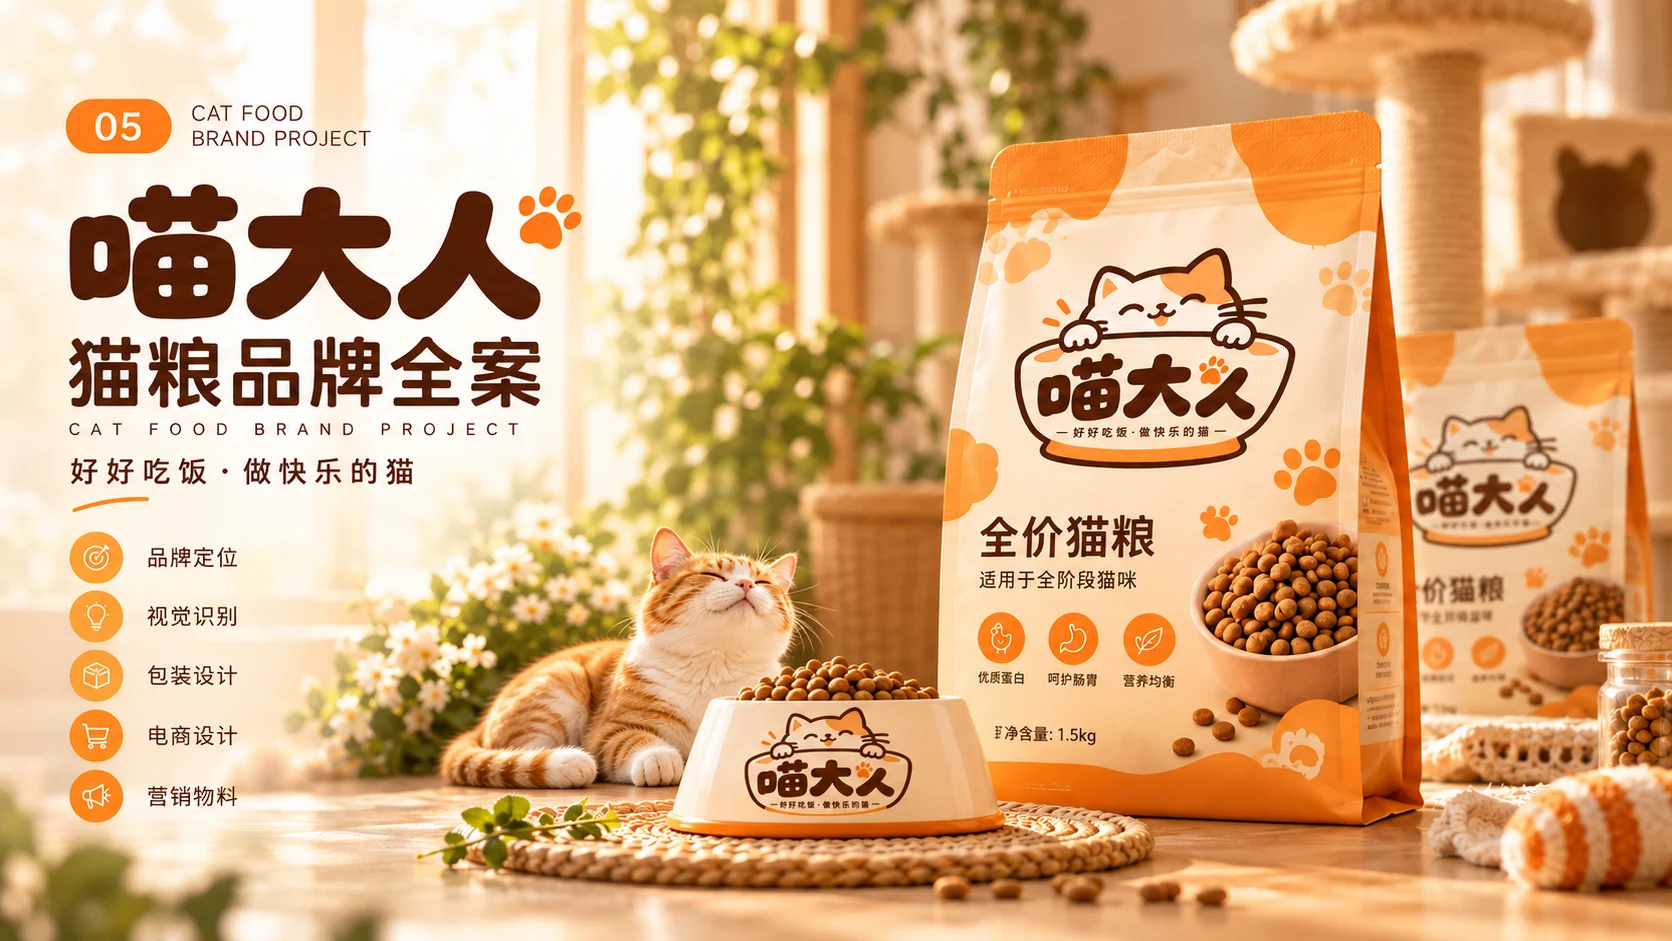 05
CAT FOOD
BRAND PROJECT
喵大人
猫粮品牌全案
CAT FOOD BRAND PROJECT
好好吃饭·做快乐的猫
品牌定位
视觉识别
包装设计
电商设计
营销物料
喵大人
好好吃饭·做快乐的猫
全价猫粮
适用于全阶段猫咪
优质蛋白
呵护肠胃
营养均衡
净含量: 1.5kg
喵大人
好好吃饭·做快乐的猫
喵大人
价猫粮